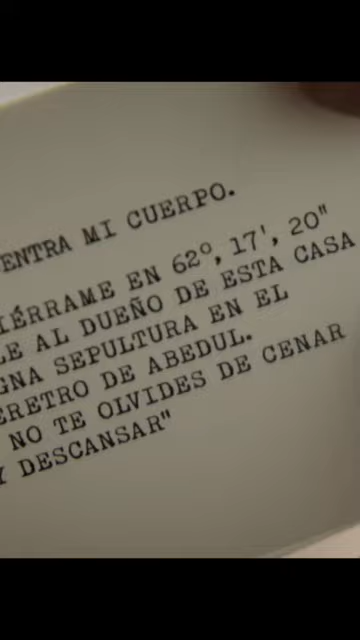 ENTRA MI CUERPO.
IÉRRAME EN 62º, 17', 20"
LE AL DUEÑO DE ESTA CASA
GNA SEPULTURA EN EL
ERETRO DE ABEDUL.
NO TE OLVIDES DE CENAR
Y DESCANSAR"